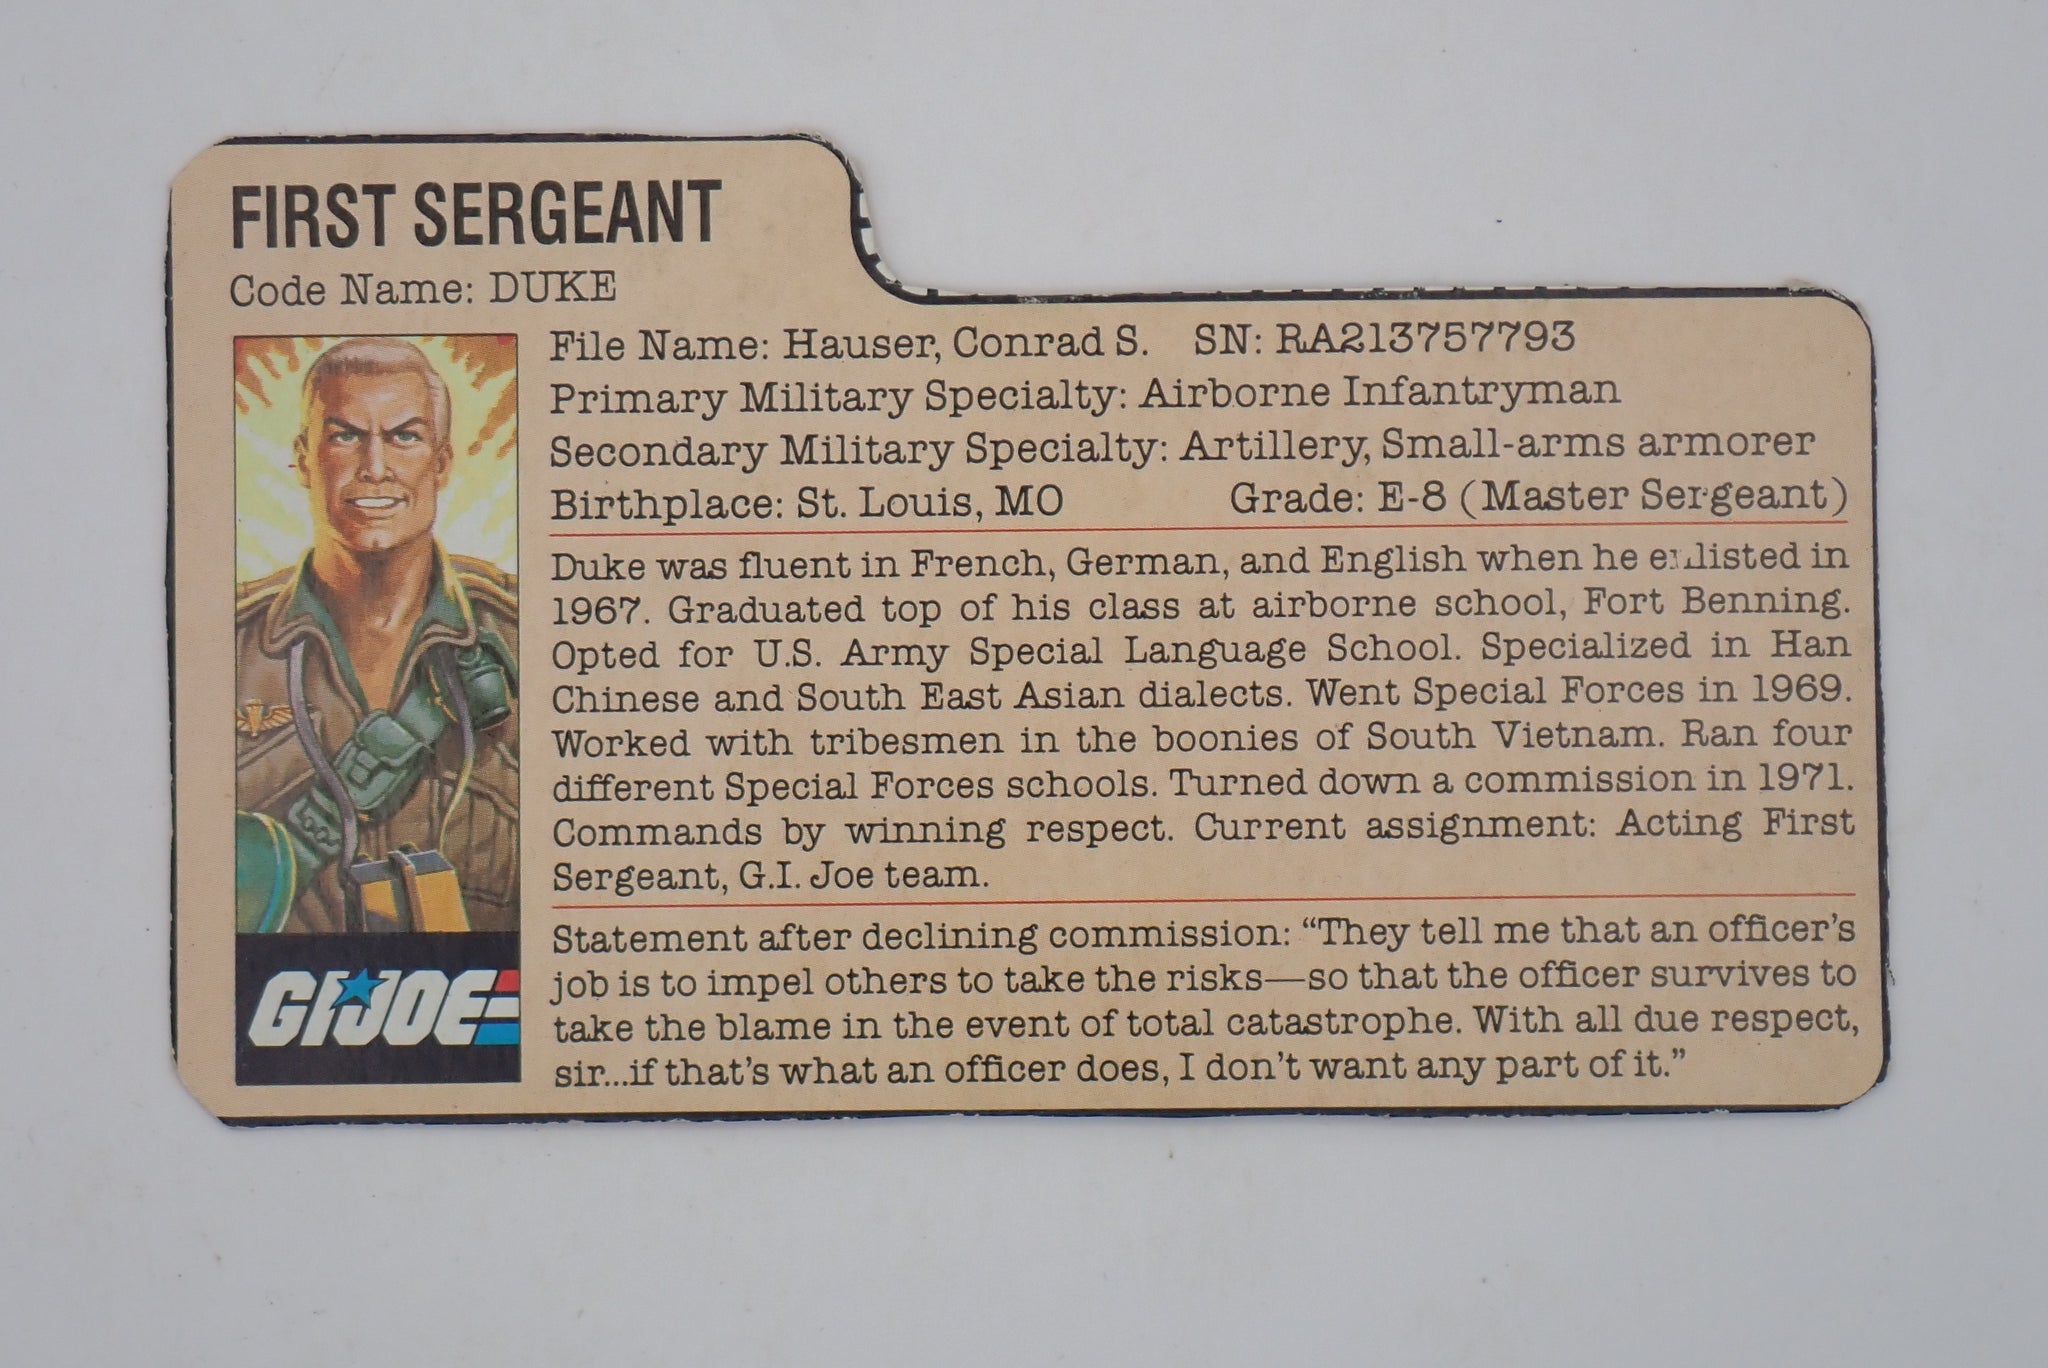 FIRST SERGEANT
Code Name: DUKE
File Name: Hauser, Conrad S. SN: RA213757793
Primary Military Specialty: Airborne Infantryman
Secondary Military Specialty: Artillery, Small-arms armorer
Birthplace: St. Louis, MO Grade: E-8 (Master Sergeant)
Duke was fluent in French, German, and English when he enlisted in
1967. Graduated top of his class at airborne school, Fort Benning.
Opted for U.S. Army Special Language School. Specialized in Han
Chinese and South East Asian dialects. Went Special Forces in 1969.
Worked with tribesmen in the boonies of South Vietnam. Ran four
different Special Forces schools. Turned down a commission in 1971.
Commands by winning respect. Current assignment: Acting First
Sergeant, G.I. Joe team.
Statement after declining commission: “They tell me that an officer’s
job is to impel others to take the risks—so that the officer survives to
take the blame in the event of total catastrophe. With all due respect,
sir...if that’s what an officer does, I don’t want any part of it.”
GI JOE